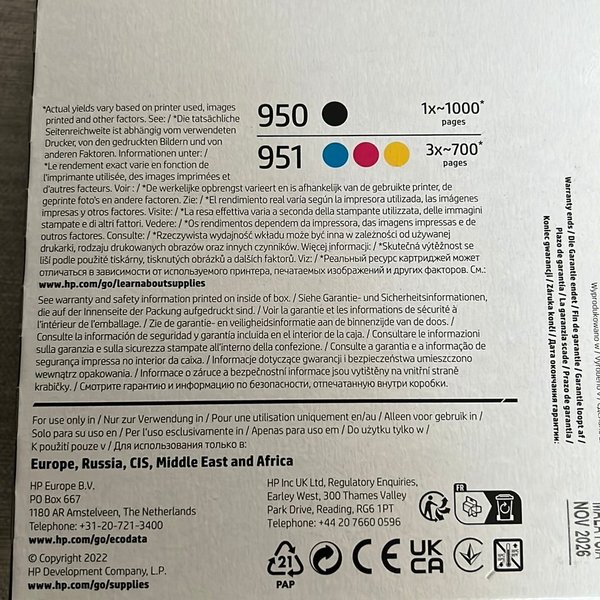 *Actual yields vary based on printer used, images
printed and other factors. See: / *Die tatsächliche
Seitenreichweite ist abhängig vom verwendeten
Drucker, von den gedruckten Bildern und von
anderen Faktoren. Informationen unter: /
*Le rendement exact varie en fonction de
l'imprimante utilisée, des images imprimées et
d'autres facteurs. Voir : / *De werkelijke opbrengst varieert en is afhankelijk van de gebruikte printer, de
geprinte foto's en andere factoren. Zie: / *El rendimiento real varía según la impresora utilizada, las imágenes
impresas y otros factores. Visite: / *La resa effettiva varia a seconda della stampante utilizzata, delle immagini
stampate e di altri fattori. Vedere: / *Os rendimentos dependem da impressora, das imagens impressas e de
outros factores. Consulte: / *Rzeczywista wydajność wkładu może być inna w zależności od używanej
drukarki, rodzaju drukowanych obrazów oraz innych czynników. Więcej informacji: / *Skutečná výtěžnost se
liší podle použité tiskárny, tisknutých obrázků a dalších faktorů. Viz: / *Реальный ресурс картриджей может
отличаться в зависимости от используемого принтера, печатаемых изображений и других факторов. См.:
www.hp.com/go/learnaboutsupplies
950
1x~1000*
pages
951
3x~700*
pages
See warranty and safety information printed on inside of box. / Siehe Garantie- und Sicherheitsinformationen,
die auf der Innenseite der Packung aufgedruckt sind. / Voir la garantie et les informations de sécurité à
l'intérieur de l'emballage. / Zie de garantie- en veiligheidsinformatie aan de binnenzijde van de doos. /
Consulte la información de seguridad y garantía incluida en el interior de la caja. / Consultare le informazioni
sulla garanzia e sulla sicurezza stampate all'interno della confezione. / Consulte a garantia e a informação de
segurança impressa no interior da caixa. / Informacje dotyczące gwarancji i bezpieczeństwa umieszczono
wewnątrz opakowania. / Informace o záruce a bezpečnostní informace jsou vytištěny na vnitřní straně
krabičky. / Смотрите гарантию и информацию по безопасности, отпечатанную внутри коробки.
For use only in / Nur zur Verwendung in / Pour une utilisation uniquement en/au / Alleen voor gebruik in /
Solo para su uso en / Per l'uso esclusivamente in / Apenas para uso em / Do użytku tylko w /
K použití pouze v / Для использования только в:
Europe, Russia, CIS, Middle East and Africa
HP Europe B.V.
PO Box 667
1180 AR Amstelveen, The Netherlands
Telephone: +31-20-721-3400
www.hp.com/go/ecodata
HP Inc UK Ltd, Regulatory Enquiries,
Earley West, 300 Thames Valley
Park Drive, Reading, RG6 1PT
Telephone: +44 20 7660 0596
© Copyright 2022
HP Development Company, L.P.
www.hp.com/go/supplies
FR
21
PAP
CE
UK
CA
Warranty ends / Die Garantie endet / Fin de garantie / Garantie loopt af /
Plazo de garantía / La garanzia scade / Prazo de garantia /
Koniec gwarancji / Záruka končí / Дата окончания гарантии:
Wyprodukowano w /
NOV 2026